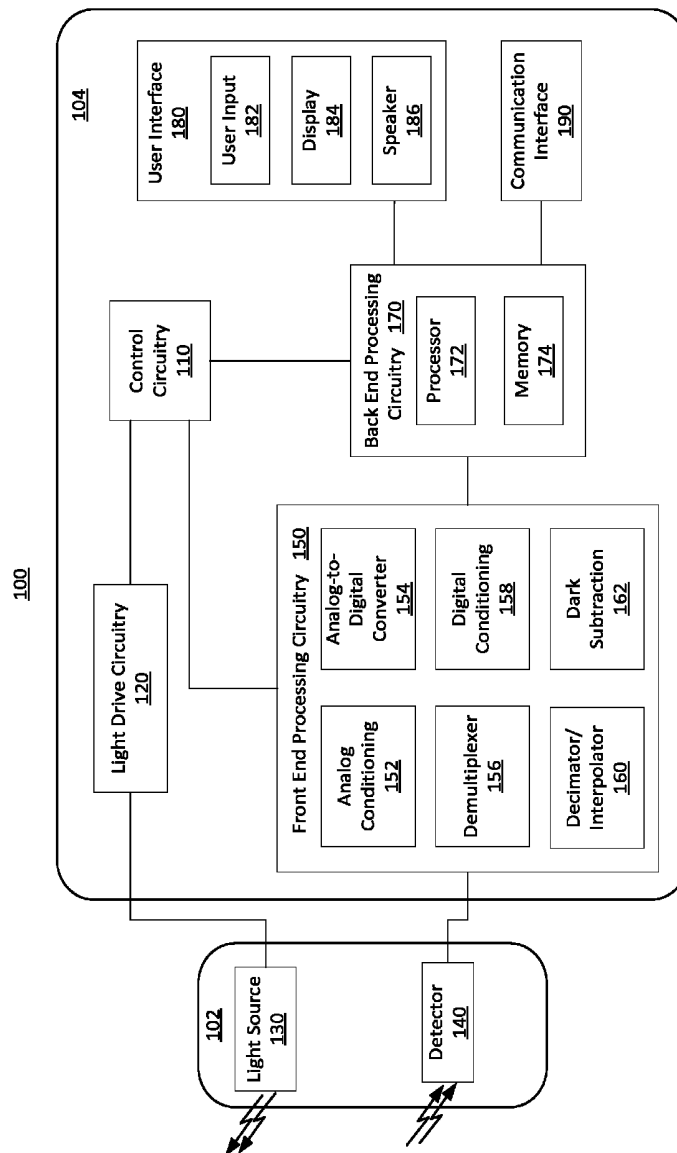 100
102
Light Source
130
Detector
140
104
Light Drive Circuitry
120
Control
Circuitry
110
Front End Processing Circuitry 150
Analog
Conditioning
152
Analog-to-
Digital
Converter
154
Demultiplexer
156
Digital
Conditioning
158
Decimator/
Interpolator
160
Dark
Subtraction
162
Back End Processing
Circuitry 170
Processor
172
Memory
174
User Interface
180
User Input
182
Display
184
Speaker
186
Communication
Interface
190